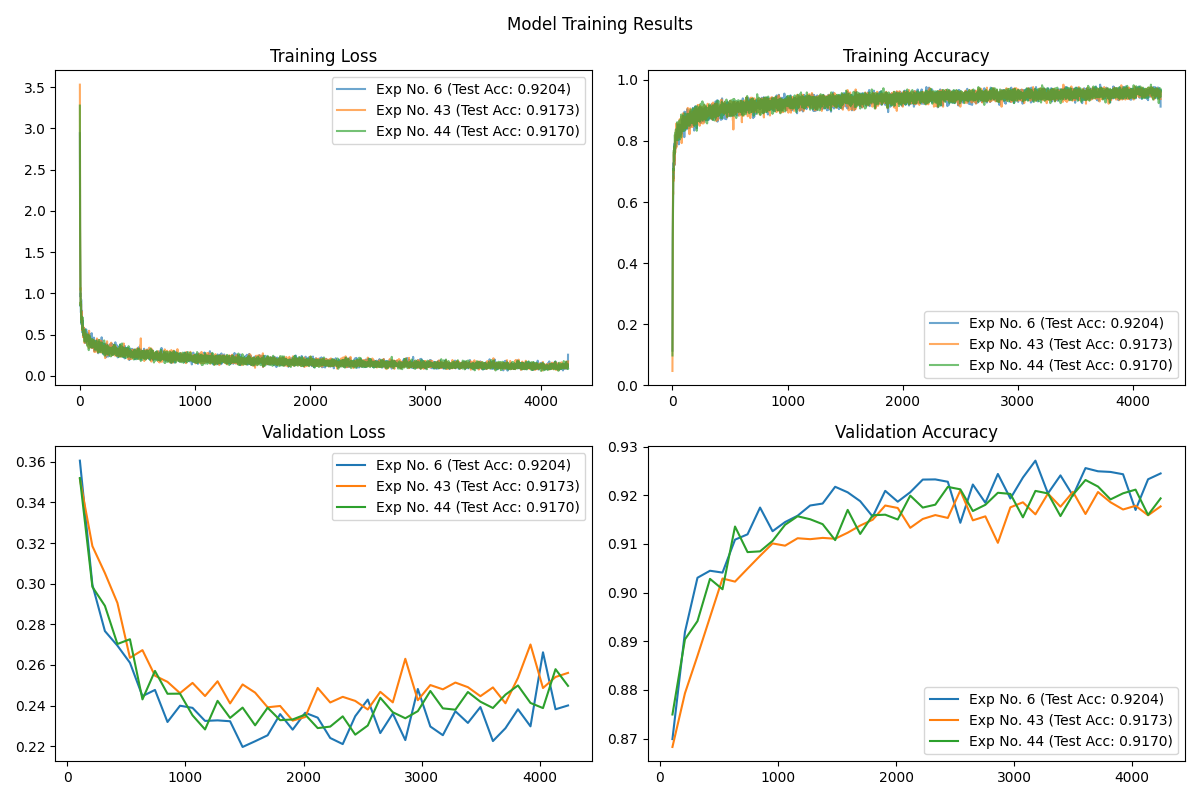 Model Training Results
Training Loss
3.5
3.0
2.5
2.0
1.5
1.0
0.5
0.0
0
1000
2000
3000
4000
Exp No. 6 (Test Acc: 0.9204)
Exp No. 43 (Test Acc: 0.9173)
Exp No. 44 (Test Acc: 0.9170)
Training Accuracy
1.0
0.8
0.6
0.4
0.2
0.0
0
1000
2000
3000
4000
Exp No. 6 (Test Acc: 0.9204)
Exp No. 43 (Test Acc: 0.9173)
Exp No. 44 (Test Acc: 0.9170)
Validation Loss
0.36
0.34
0.32
0.30
0.28
0.26
0.24
0.22
0
1000
2000
3000
4000
Exp No. 6 (Test Acc: 0.9204)
Exp No. 43 (Test Acc: 0.9173)
Exp No. 44 (Test Acc: 0.9170)
Validation Accuracy
0.93
0.92
0.91
0.90
0.89
0.88
0.87
0
1000
2000
3000
4000
Exp No. 6 (Test Acc: 0.9204)
Exp No. 43 (Test Acc: 0.9173)
Exp No. 44 (Test Acc: 0.9170)